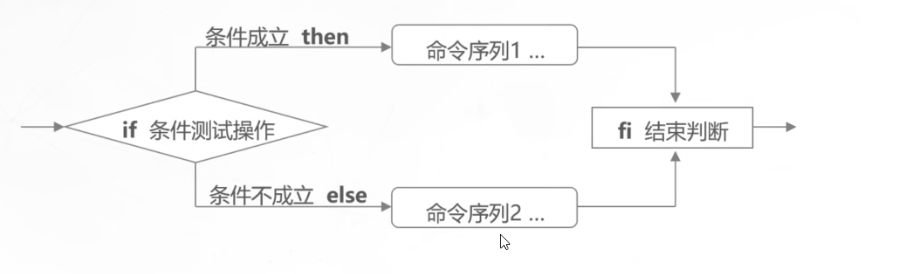 条件成立 then
命令序列1 ...
if 条件测试操作
fi 结束判断
条件不成立 else
命令序列2 ...